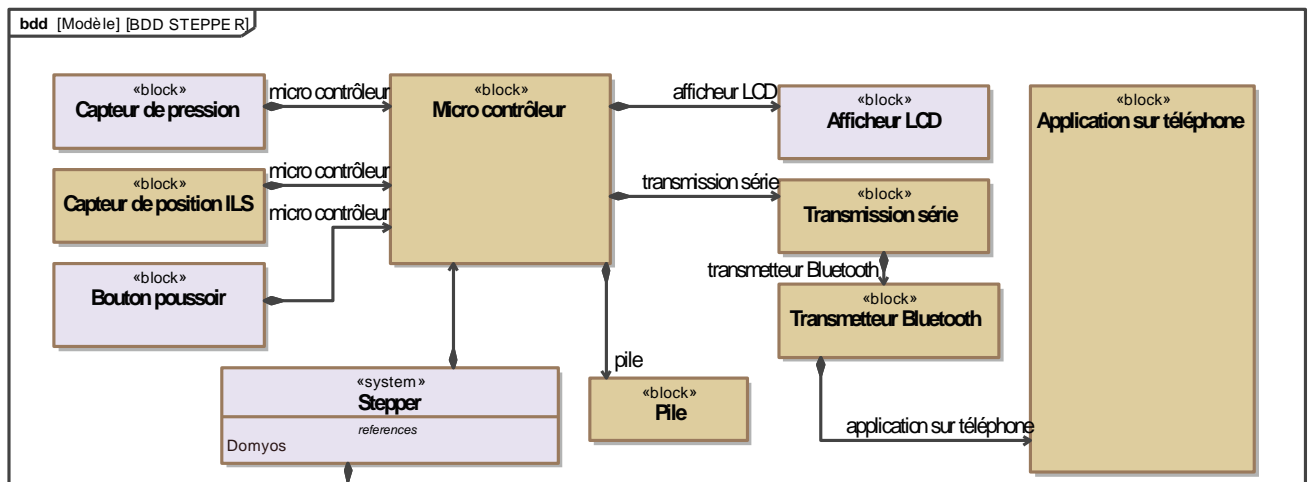 bdd [Modèle] [BDD STEPPER]
«block»
Capteur de pression
micro contrôleur
«block»
Micro contrôleur
afficheur LCD
«block»
Afficheur LCD
«block»
Application sur téléphone
«block»
Capteur de position ILS
micro contrôleur
transmission série
«block»
Transmission série
«block»
Bouton poussoir
micro contrôleur
transmetteur Bluetooth
«block»
Transmetteur Bluetooth
«system»
Stepper
references
Domyos
pile
«block»
Pile
application sur téléphone